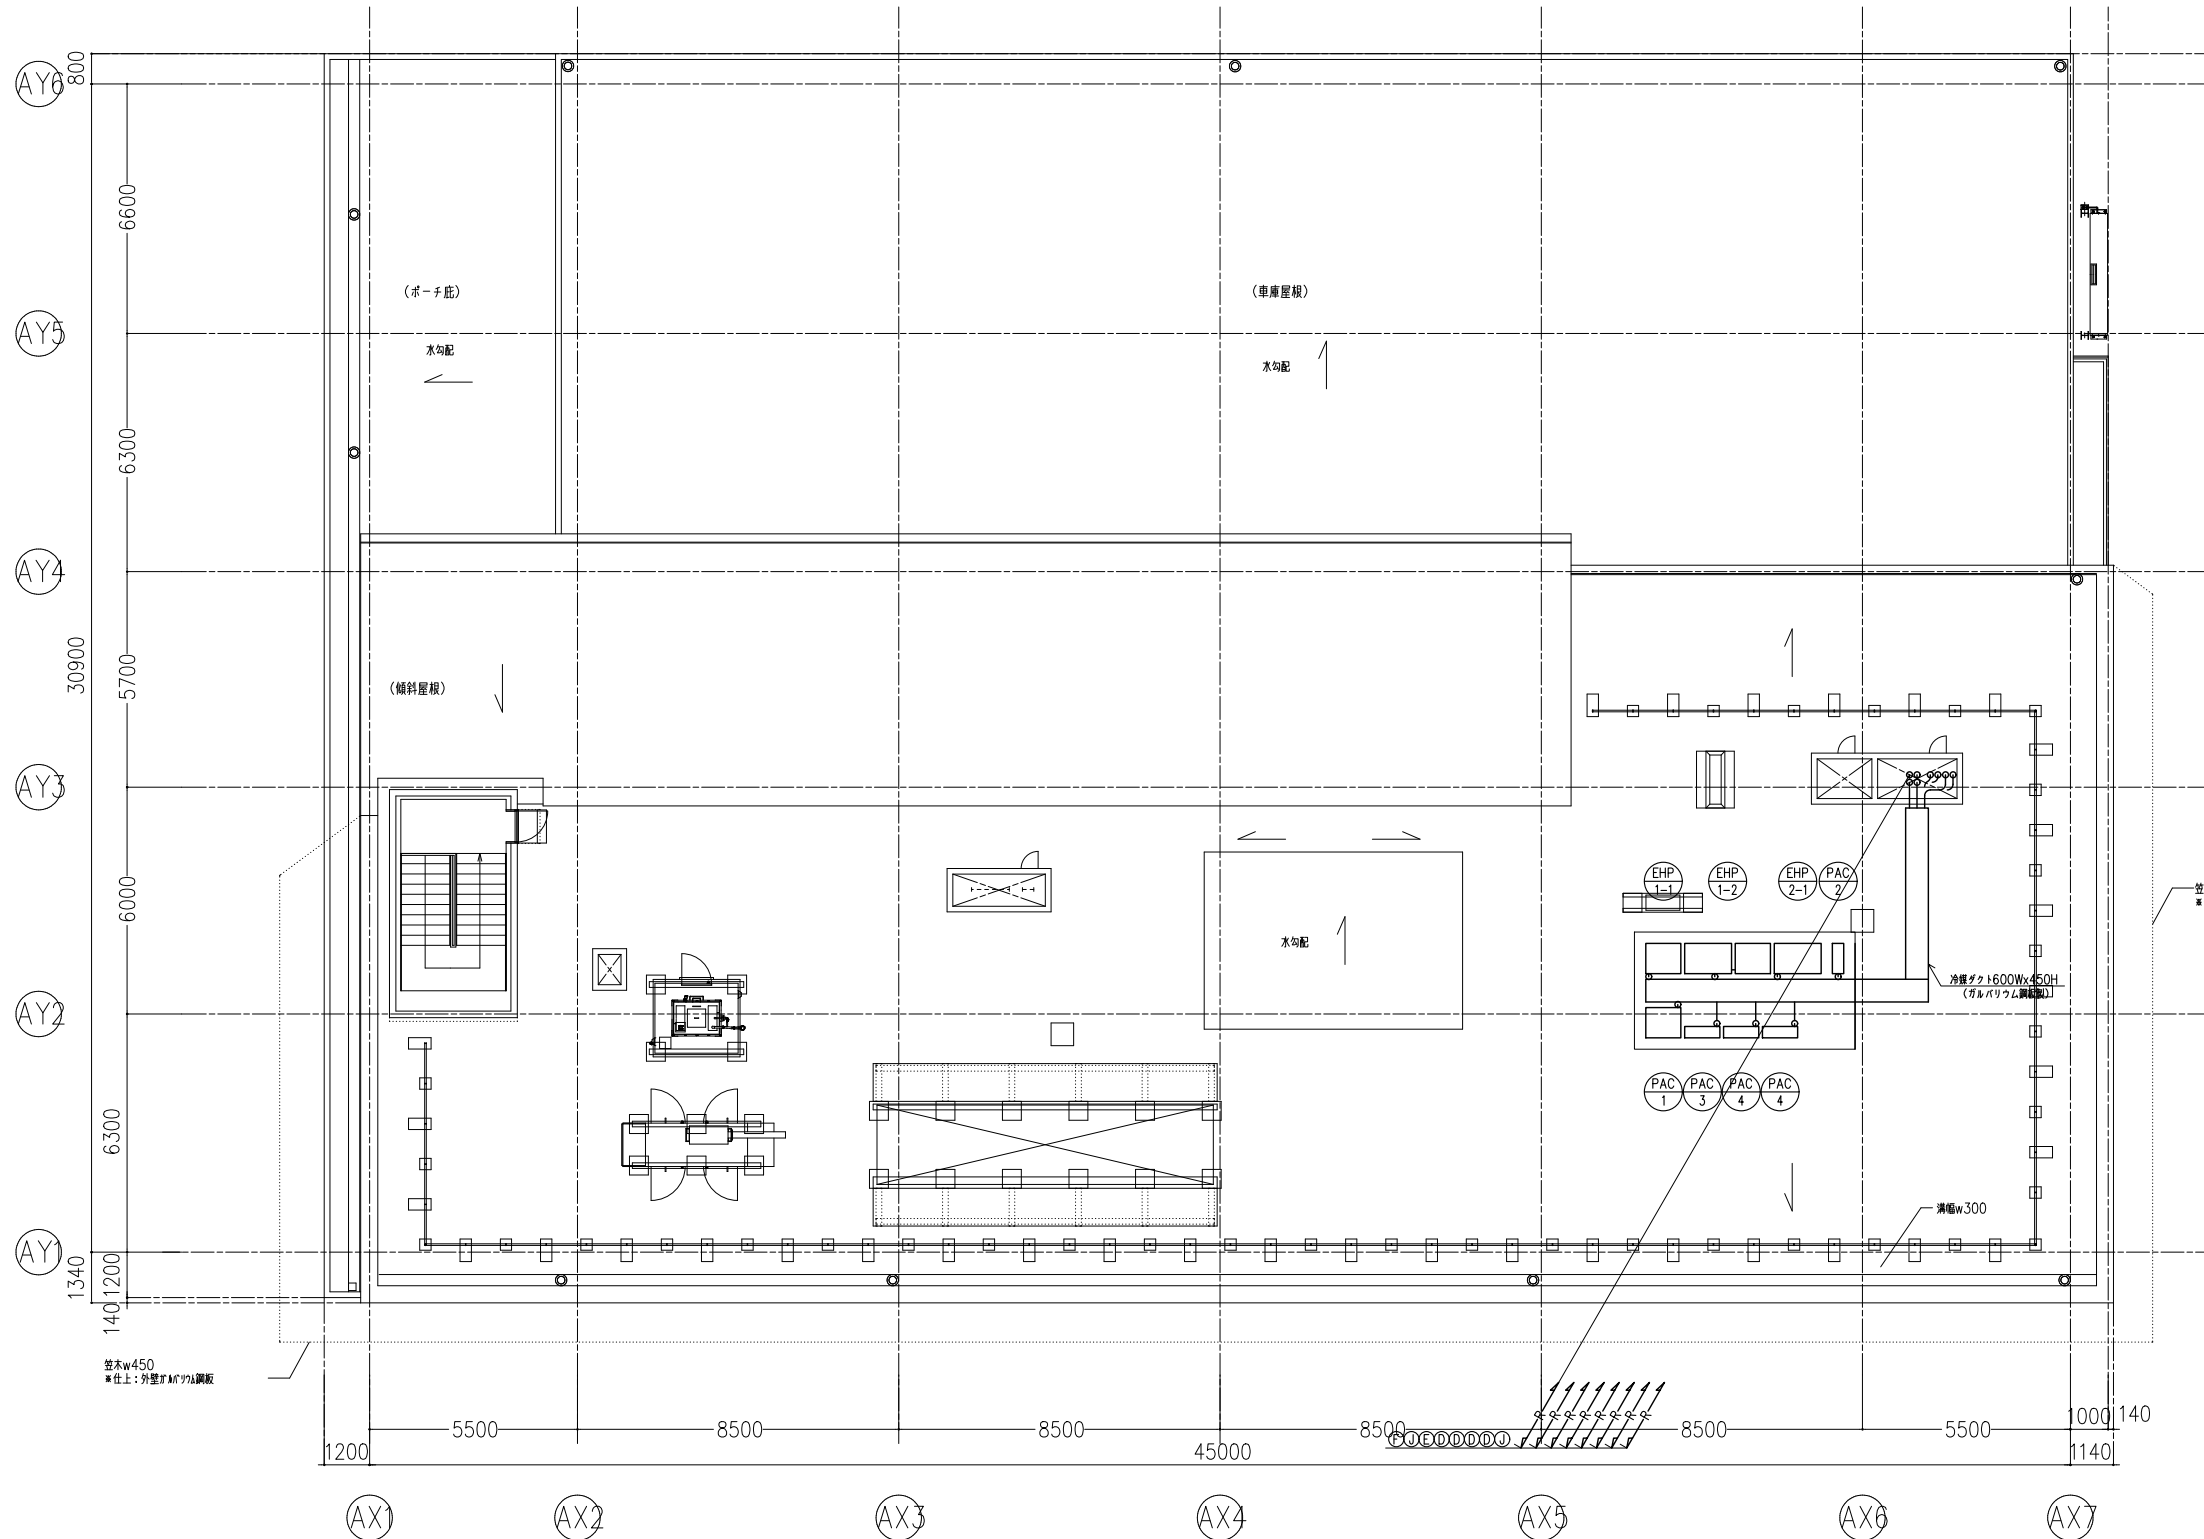 AY6
800
6600
(ポーチ庇)
(車庫屋根)
AY5
水勾配
水勾配
6300
AY4
30900
5700
(傾斜屋根)
AY3
6000
EHP
1-1
EHP
1-2
EHP
2-1
PAC
2
笠
※
水勾配
冷媒ダクト600Wx450H
(ガルバリウム鋼板製)
AY2
PAC
1
PAC
3
PAC
4
PAC
4
6300
溝幅w300
AY1
1340
1200
140
笠木w450
※仕上：外壁ガルバリウム鋼板
5500
8500
8500
8500
8500
5500
1000
140
F J E D D D D J
R R R R R R R R
1200
45000
1140
AX1
AX2
AX3
AX4
AX5
AX6
AX7